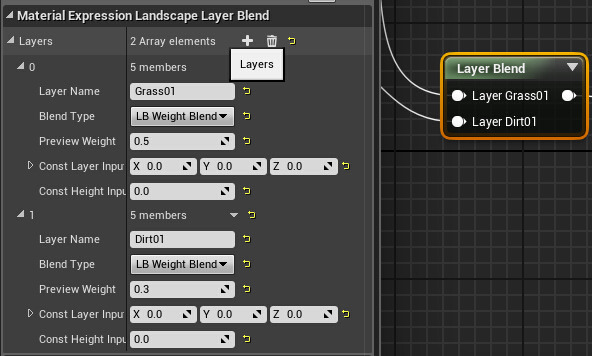 Material Expression Landscape Layer Blend
Layers 2 Array elements
Layers
0 5 members
Layer Name Grass01
Blend Type LB Weight Blend
Preview Weight 0.5
Const Layer Input X 0.0 Y 0.0 Z 0.0
Const Height Inpu 0.0
1 5 members
Layer Name Dirt01
Blend Type LB Weight Blend
Preview Weight 0.3
Const Layer Input X 0.0 Y 0.0 Z 0.0
Const Height Inpu 0.0
Layer Blend
Layer Grass01
Layer Dirt01